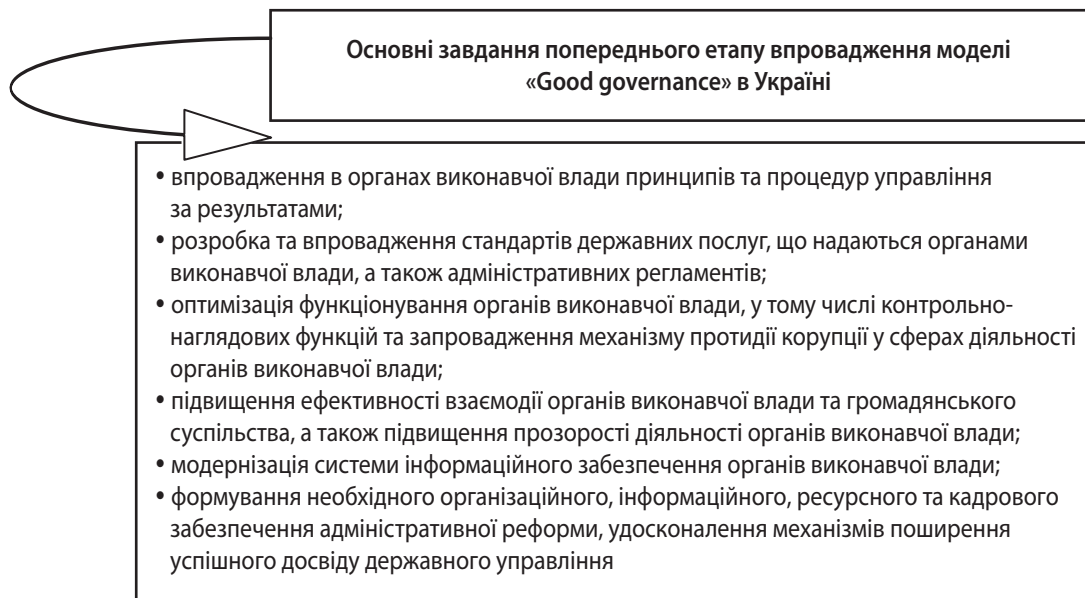 Основні завдання попереднього етапу впровадження моделі
«Good governance» в Україні
• впровадження в органах виконавчої влади принципів та процедур управління
за результатами;
• розробка та впровадження стандартів державних послуг, що надаються органами
виконавчої влади, а також адміністративних регламентів;
• оптимізація функціонування органів виконавчої влади, у тому числі контрольно-
наглядових функцій та запровадження механізму протидії корупції у сферах діяльності
органів виконавчої влади;
• підвищення ефективності взаємодії органів виконавчої влади та громадянського
суспільства, а також підвищення прозорості діяльності органів виконавчої влади;
• модернізація системи інформаційного забезпечення органів виконавчої влади;
• формування необхідного організаційного, інформаційного, ресурсного та кадрового
забезпечення адміністративної реформи, удосконалення механізмів поширення
успішного досвіду державного управління